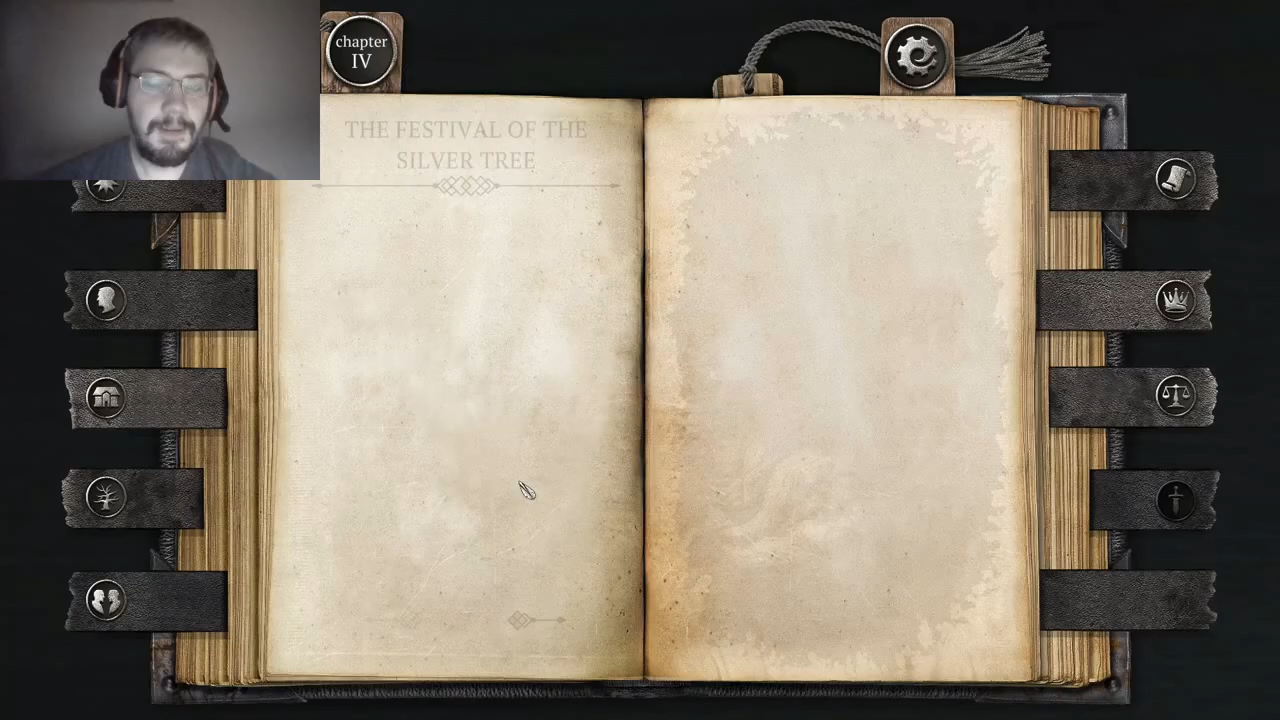 chapter
IV
THE FESTIVAL OF THE
SILVER TREE